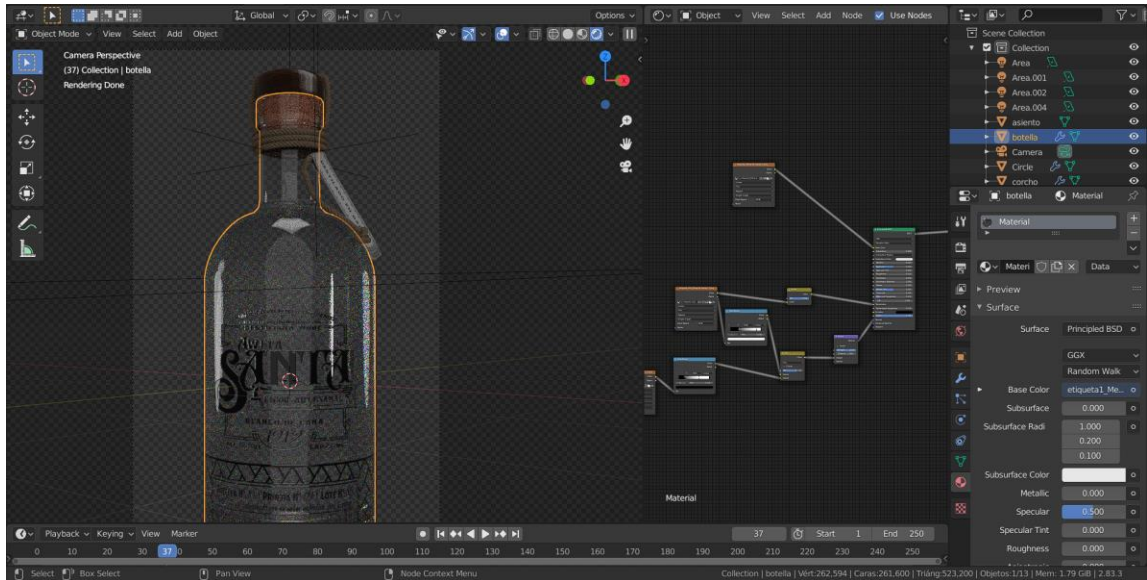 Global
Options
Object
View
Select
Add
Node
Use Nodes
Object Mode
View
Select
Add
Object
Camera Perspective
(37) Collection | botella
Rendering Done
Z
X
SANTA
Material
Scene Collection
Collection
Area
Area.001
Area.002
Area.004
asiento
botella
Camera
Circle
corcho
botella
Material
Material
Materi
Data
Preview
Surface
Surface
Principled BSD
GGX
Random Walk
Base Color
etiqueta1_Me...
Subsurface
0.000
Subsurface Radi
1.000
0.200
0.100
Subsurface Color
Metallic
0.000
Specular
0.500
Specular Tint
0.000
Roughness
0.000
Playback
Keying
View
Marker
37
Start
1
End
250
0 10 20 30 37 0 50 60 70 80 90 100 110 120 130 140 150 160 170 180 190 200 210 220 230 240 250
Select
Box Select
Pan View
Node Context Menu
Collection | botella | Vért:262,594 | Caras:261,600 | Triáng:523,200 | Objetos:1/13 | Mem: 1.79 GiB | 2.83.3